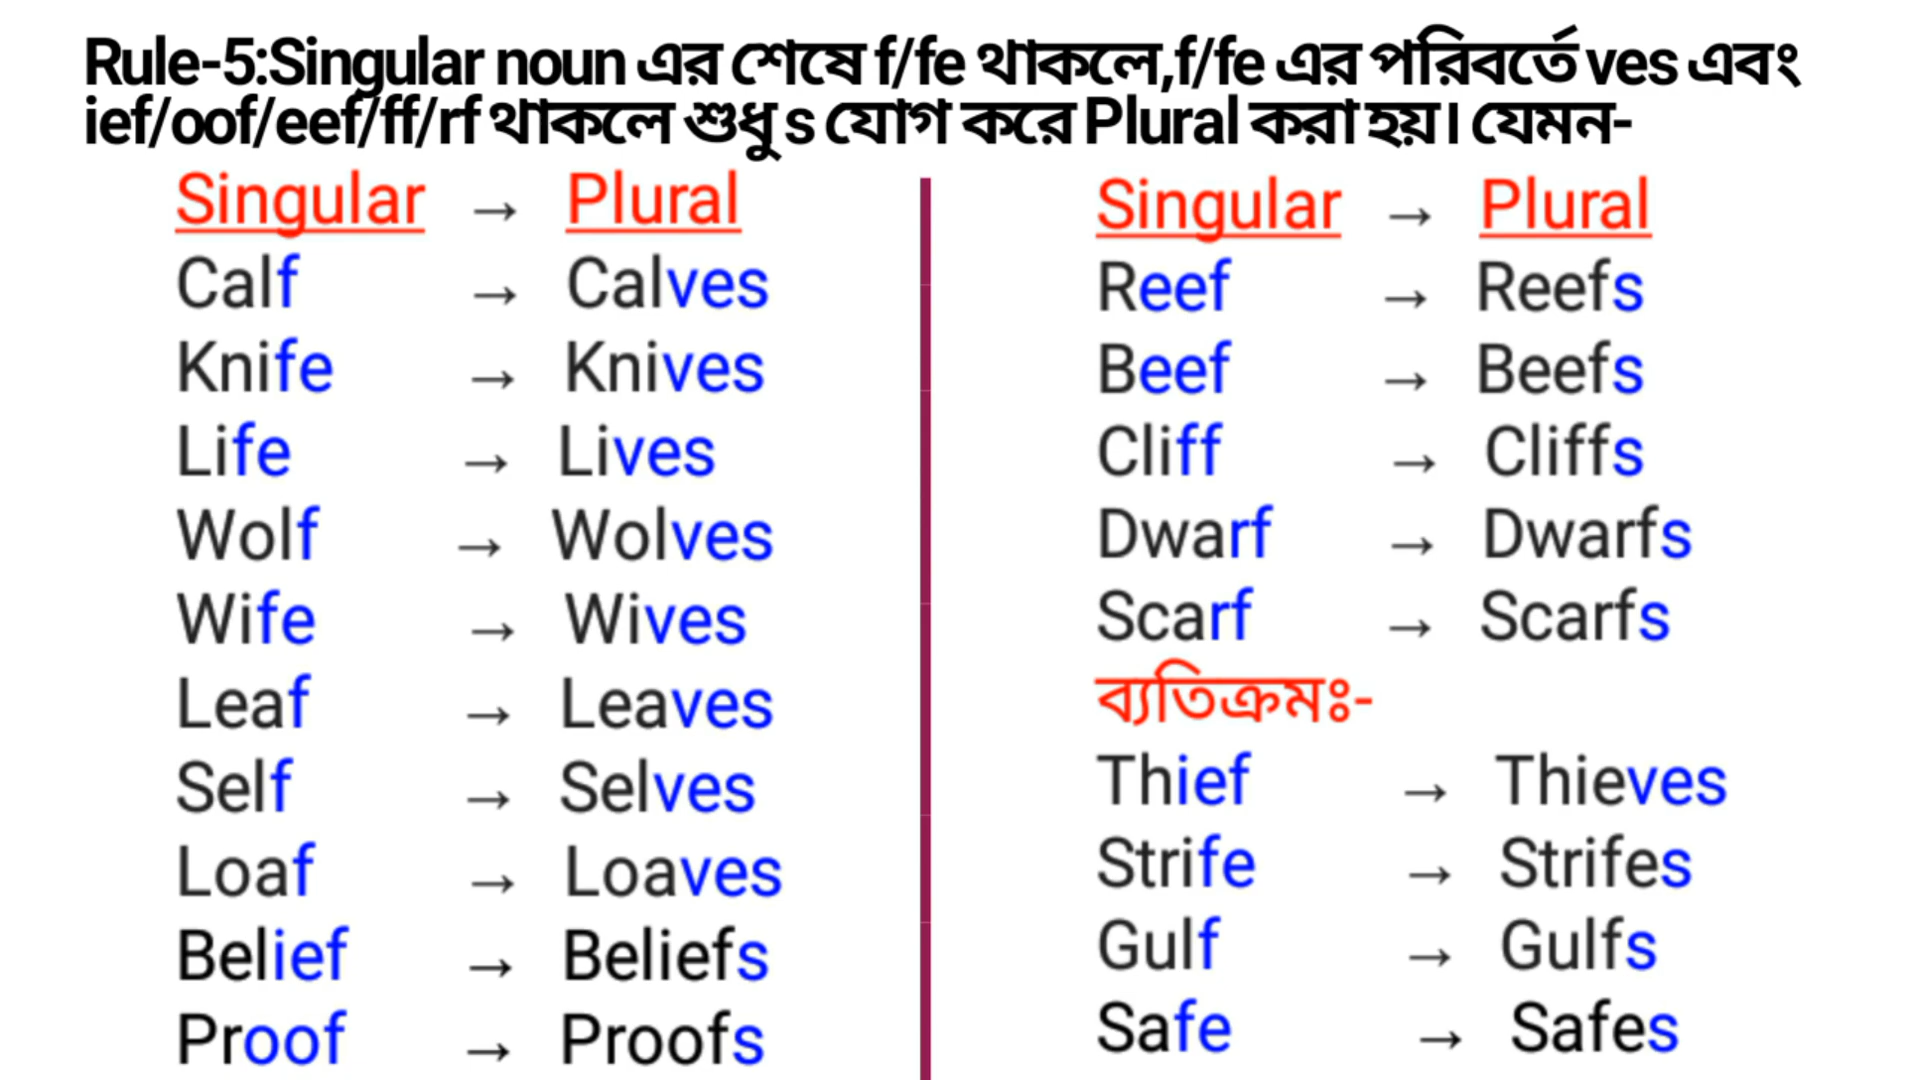 Rule-5:Singular noun এর শেষে f/fe থাকলে,f/fe এর পরিবর্তে ves এবং
ief/oof/eef/ff/rf থাকলে শুধু s যোগ করে Plural করা হয়। যেমন-
Singular → Plural
Calf → Calves
Knife → Knives
Life → Lives
Wolf → Wolves
Wife → Wives
Leaf → Leaves
Self → Selves
Loaf → Loaves
Belief → Beliefs
Proof → Proofs
Singular → Plural
Reef → Reefs
Beef → Beefs
Cliff → Cliffs
Dwarf → Dwarfs
Scarf → Scarfs
ব্যতিক্রমঃ-
Thief → Thieves
Strife → Strifes
Gulf → Gulfs
Safe → Safes